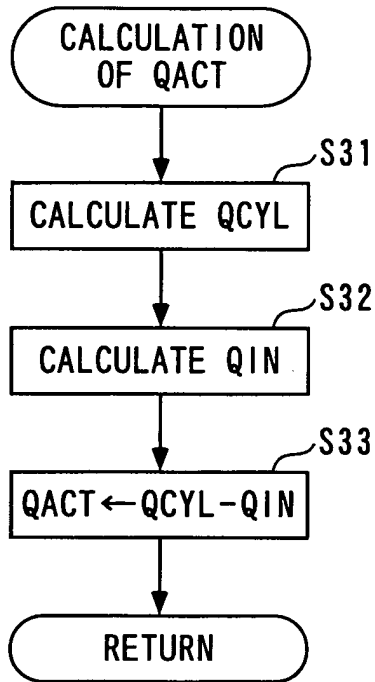 CALCULATION
OF QACT
S31
CALCULATE QCYL
S32
CALCULATE QIN
S33
QACT←QCYL-QIN
RETURN